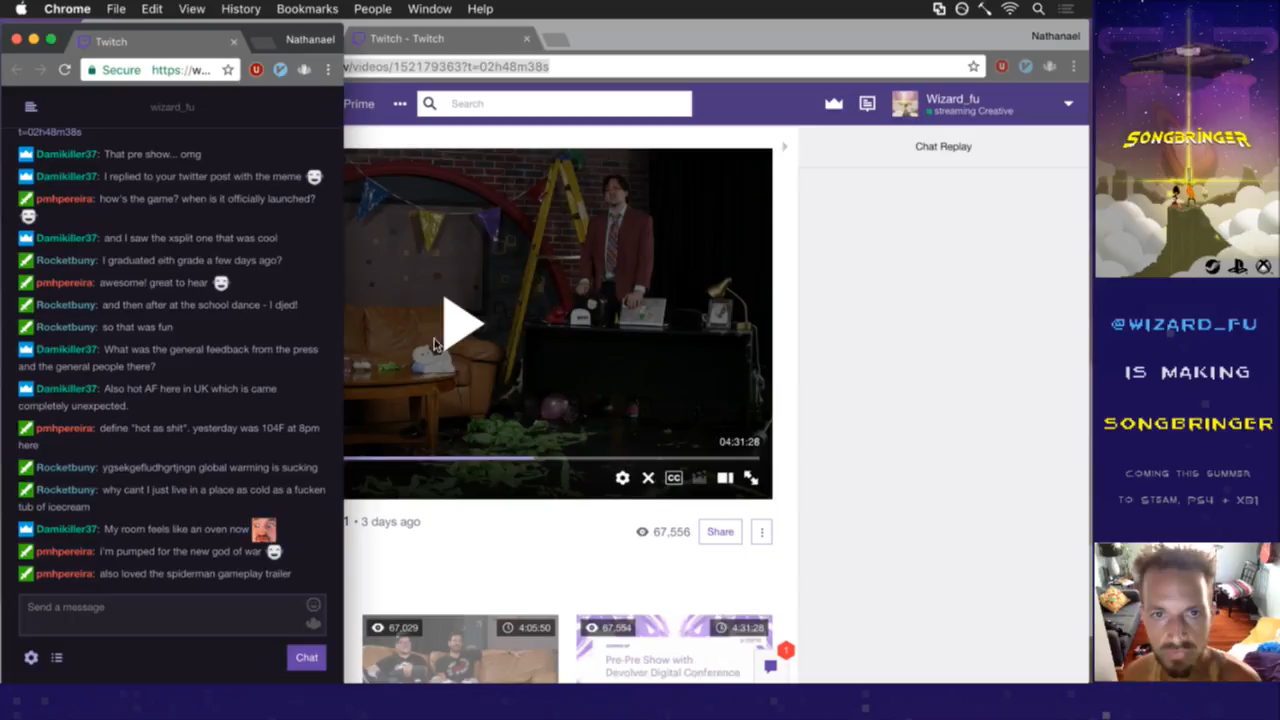 Chrome File Edit View History Bookmarks People Window Help
Twitch
Nathanael
Twitch - Twitch
Nathanael
Secure https://w...
/videos/152179363?t=02h48m38s
wizard_fu
Prime
Search
Wizard_fu
streaming Creative
t=02h48m38s
Damikiller37: That pre show... omg
Damikiller37: I replied to your twitter post with the meme
pmhpereira: how's the game? when is it officially launched?
Damikiller37: and I saw the xsplit one that was cool
Rocketbuny: I graduated eith grade a few days ago?
pmhpereira: awesome! great to hear
Rocketbuny: and then after at the school dance - I djed!
Rocketbuny: so that was fun
Damikiller37: What was the general feedback from the press
and the general people there?
Damikiller37: Also hot AF here in UK which is came
completely unexpected.
pmhpereira: define "hot as shit". yesterday was 104F at 8pm
here
Rocketbuny: ygsekgefludhgrtjngn global warming is sucking
Rocketbuny: why cant I just live in a place as cold as a fucken
tub of icecream
Damikiller37: My room feels like an oven now
pmhpereira: i'm pumped for the new god of war
pmhpereira: also loved the spiderman gameplay trailer
Send a message
Chat
04:31:28
CC
1 • 3 days ago
67,556
Share
67,029
4:05:50
67,554
4:31:28
Pre-Pre Show with
Devolver Digital Conference
1
Chat Replay
SONGBRINGER
@WIZARD_FU
IS MAKING
SONGBRINGER
COMING THIS SUMMER
TO STEAM, PS4 + XB1